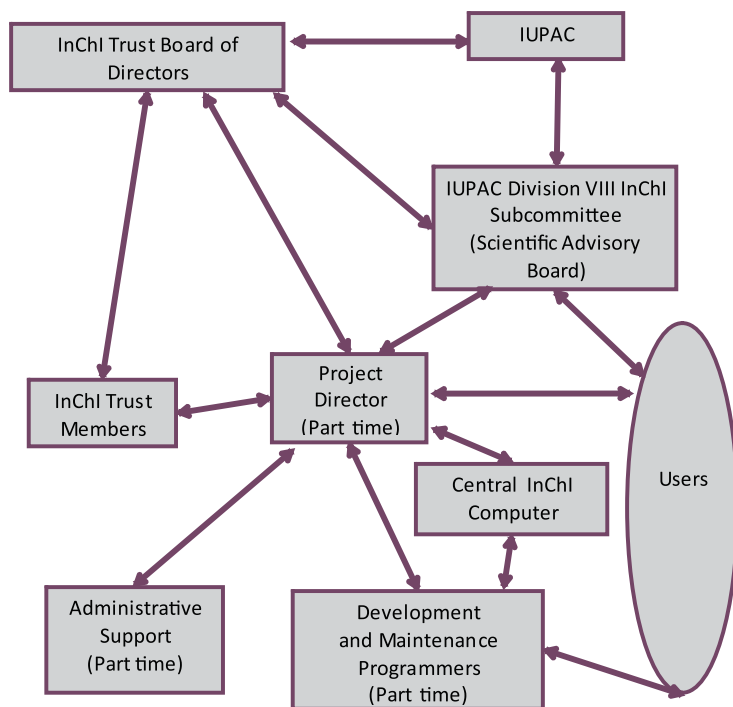 InChI Trust Board of
Directors
IUPAC
IUPAC Division VIII InChI
Subcommittee
(Scientific Advisory
Board)
Project
Director
(Part time)
InChI Trust
Members
Central InChI
Computer
Users
Administrative
Support
(Part time)
Development
and Maintenance
Programmers
(Part time)